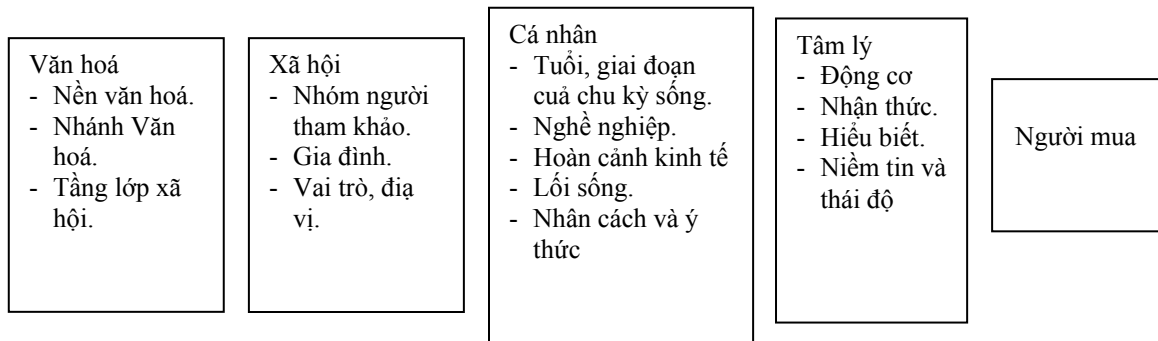 Văn hoá
- Nền văn hoá.
- Nhánh Văn
hoá.
- Tầng lớp xã
hội.
Xã hội
- Nhóm người
tham khảo.
- Gia đình.
- Vai trò, điạ
vị.
Cá nhân
- Tuổi, giai đoạn
cuả chu kỳ sống.
- Nghề nghiệp.
- Hoàn cảnh kinh tế
- Lối sống.
- Nhân cách và ý
thức
Tâm lý
- Động cơ
- Nhận thức.
- Hiểu biết.
- Niềm tin và
thái độ
Người mua